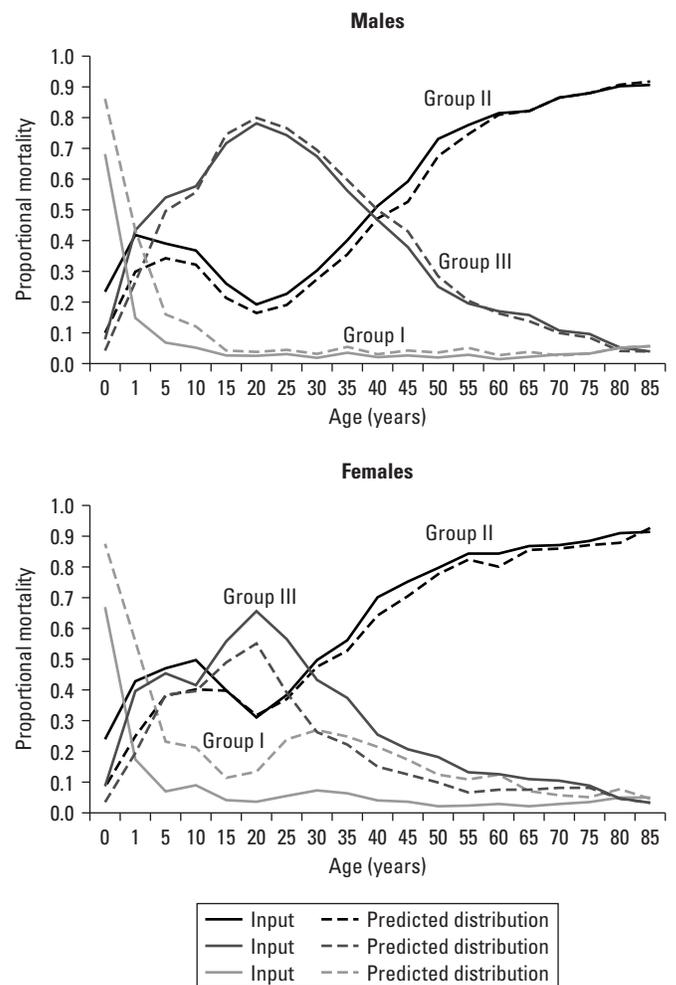 Males
Proportional mortality
1.0
0.9
0.8
0.7
0.6
0.5
0.4
0.3
0.2
0.1
0.0
Group II
Group III
Group I
0 1 5 10 15 20 25 30 35 40 45 50 55 60 65 70 75 80 85
Age (years)
Females
Proportional mortality
1.0
0.9
0.8
0.7
0.6
0.5
0.4
0.3
0.2
0.1
0.0
Group II
Group III
Group I
0 1 5 10 15 20 25 30 35 40 45 50 55 60 65 70 75 80 85
Age (years)
Input Predicted distribution
Input Predicted distribution
Input Predicted distribution